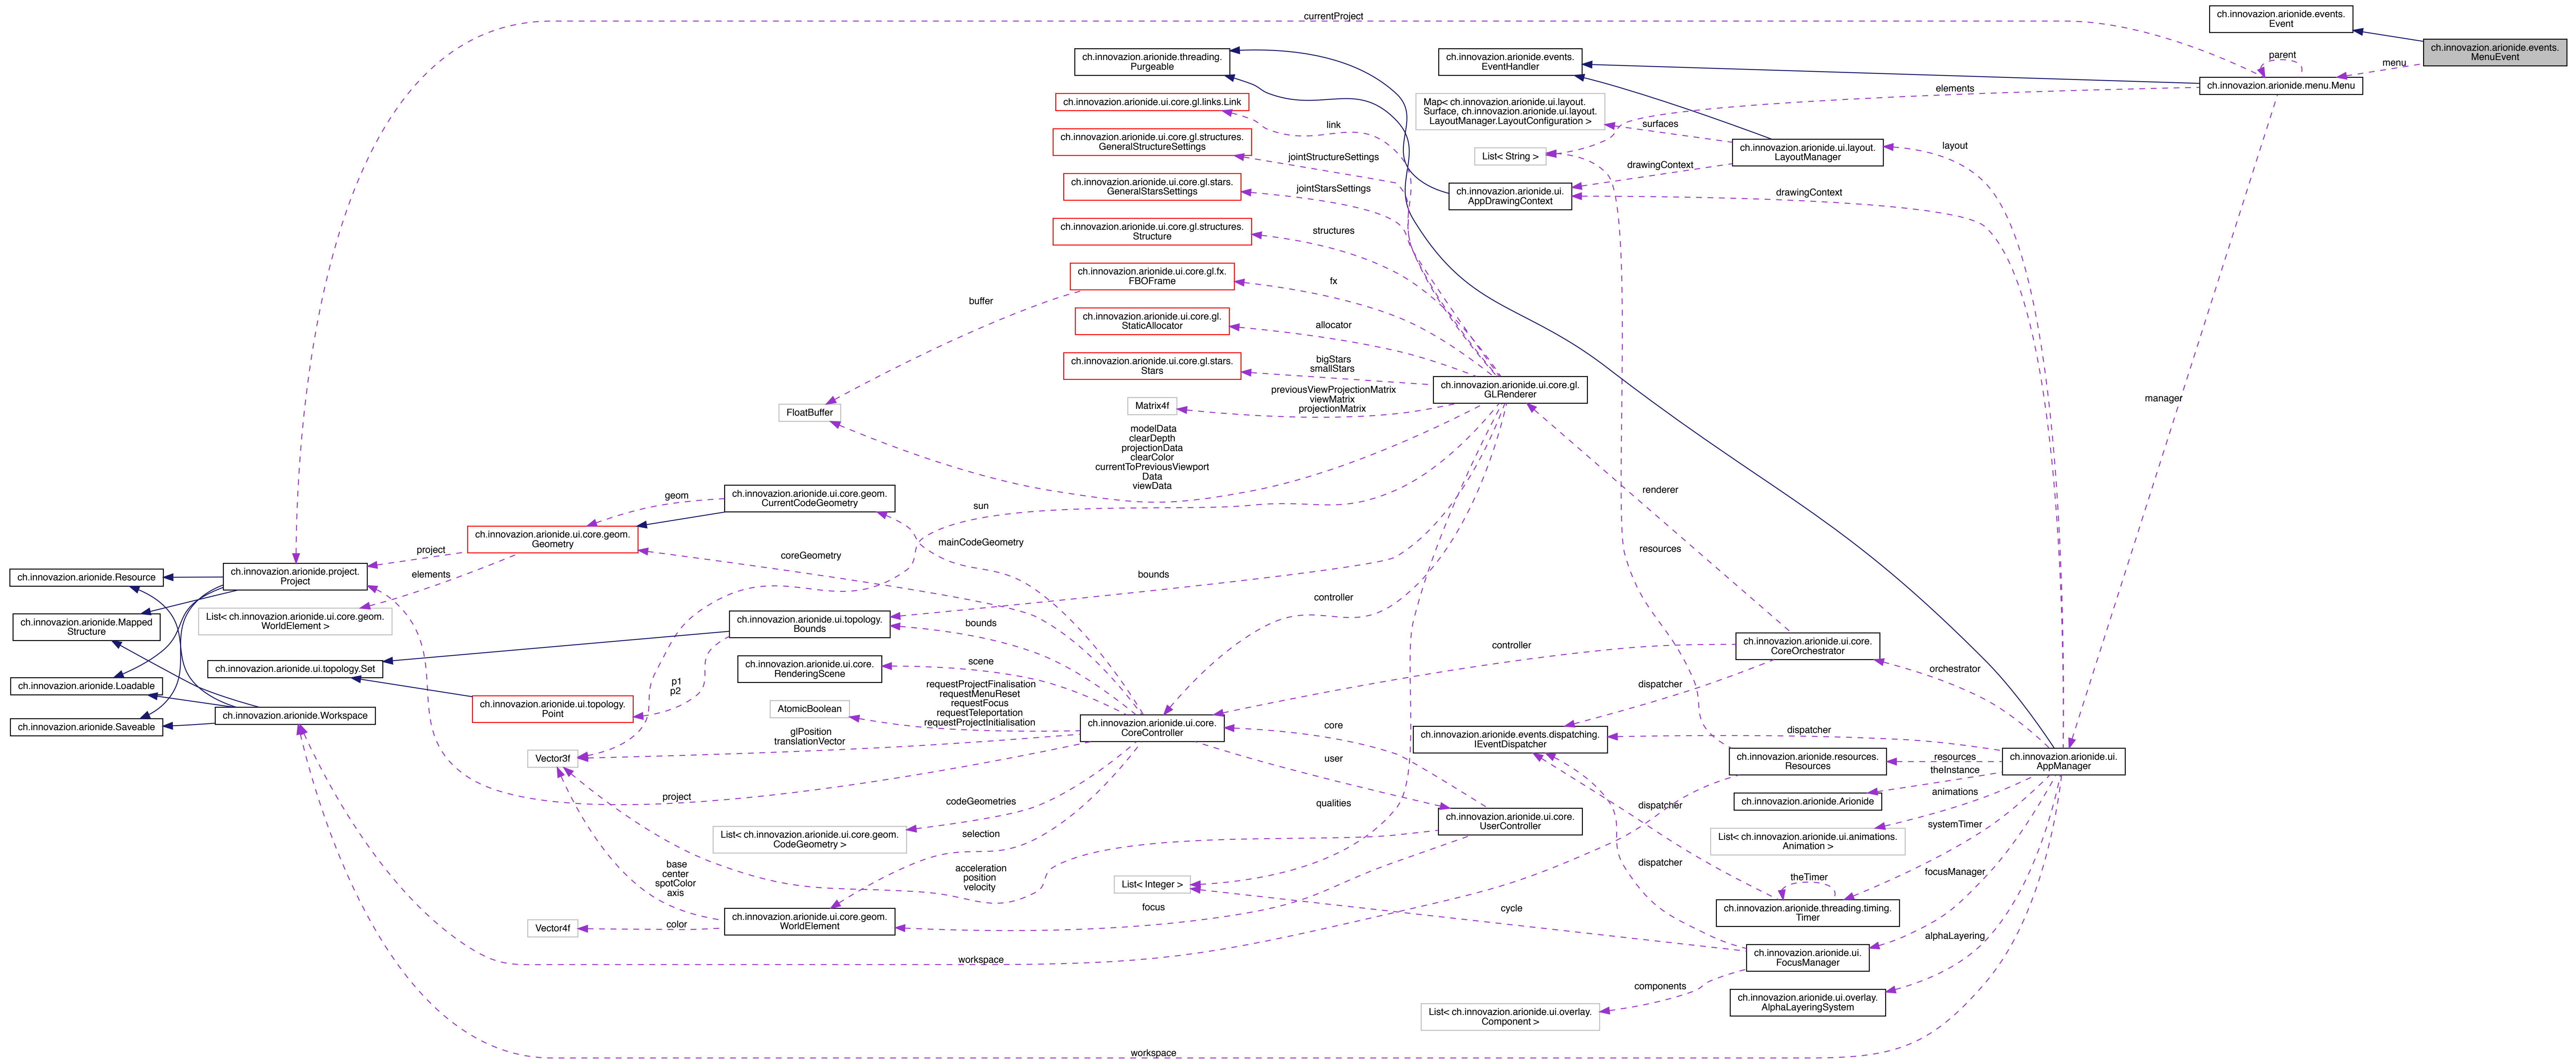 currentProject
ch.innovazion.arionide.events.
Event
ch.innovazion.arionide.events.
MenuEvent
menu
parent
ch.innovazion.arionide.menu.Menu
ch.innovazion.arionide.threading.
Purgeable
ch.innovazion.arionide.events.
EventHandler
elements
ch.innovazion.arionide.ui.core.gl.links.Link
Map< ch.innovazion.arionide.ui.layout.
Surface, ch.innovazion.arionide.ui.layout.
LayoutManager.LayoutConfiguration >
surfaces
link
ch.innovazion.arionide.ui.core.gl.structures.
GeneralStructureSettings
jointStructureSettings
List< String >
ch.innovazion.arionide.ui.layout.
LayoutManager
layout
drawingContext
ch.innovazion.arionide.ui.core.gl.stars.
GeneralStarsSettings
jointStarsSettings
ch.innovazion.arionide.ui.
AppDrawingContext
drawingContext
ch.innovazion.arionide.ui.core.gl.structures.
Structure
structures
ch.innovazion.arionide.ui.core.gl.fx.
FBOFrame
fx
buffer
ch.innovazion.arionide.ui.core.gl.
StaticAllocator
allocator
ch.innovazion.arionide.ui.core.gl.stars.
Stars
bigStars
smallStars
ch.innovazion.arionide.ui.core.gl.
GLRenderer
previousViewProjectionMatrix
viewMatrix
projectionMatrix
Matrix4f
FloatBuffer
manager
modelData
clearDepth
projectionData
clearColor
currentToPreviousViewport
Data
viewData
geom
ch.innovazion.arionide.ui.core.geom.
CurrentCodeGeometry
sun
renderer
ch.innovazion.arionide.ui.core.geom.
Geometry
mainCodeGeometry
project
coreGeometry
resources
ch.innovazion.arionide.Resource
ch.innovazion.arionide.project.
Project
elements
bounds
controller
ch.innovazion.arionide.Mapped
Structure
List< ch.innovazion.arionide.ui.core.geom.
WorldElement >
ch.innovazion.arionide.ui.topology.
Bounds
bounds
ch.innovazion.arionide.ui.core.
CoreOrchestrator
controller
orchestrator
ch.innovazion.arionide.ui.topology.Set
ch.innovazion.arionide.ui.core.
RenderingScene
scene
p1
p2
dispatcher
ch.innovazion.arionide.Loadable
requestProjectFinalisation
requestMenuReset
requestFocus
requestTeleportation
requestProjectInitialisation
ch.innovazion.arionide.ui.topology.
Point
AtomicBoolean
ch.innovazion.arionide.Workspace
ch.innovazion.arionide.Saveable
ch.innovazion.arionide.ui.core.
CoreController
core
ch.innovazion.arionide.events.dispatching.
IEventDispatcher
dispatcher
glPosition
translationVector
Vector3f
user
ch.innovazion.arionide.resources.
Resources
resources
ch.innovazion.arionide.ui.
AppManager
theInstance
project
codeGeometries
qualities
dispatcher
ch.innovazion.arionide.Arionide
animations
ch.innovazion.arionide.ui.core.
UserController
List< ch.innovazion.arionide.ui.core.geom.
CodeGeometry >
selection
List< ch.innovazion.arionide.ui.animations.
Animation >
systemTimer
base
center
spotColor
axis
acceleration
position
velocity
dispatcher
focusManager
List< Integer >
theTimer
focus
cycle
ch.innovazion.arionide.threading.timing.
Timer
Vector4f
color
ch.innovazion.arionide.ui.core.geom.
WorldElement
alphaLayering
workspace
ch.innovazion.arionide.ui.
FocusManager
components
List< ch.innovazion.arionide.ui.overlay.
Component >
ch.innovazion.arionide.ui.overlay.
AlphaLayeringSystem
workspace